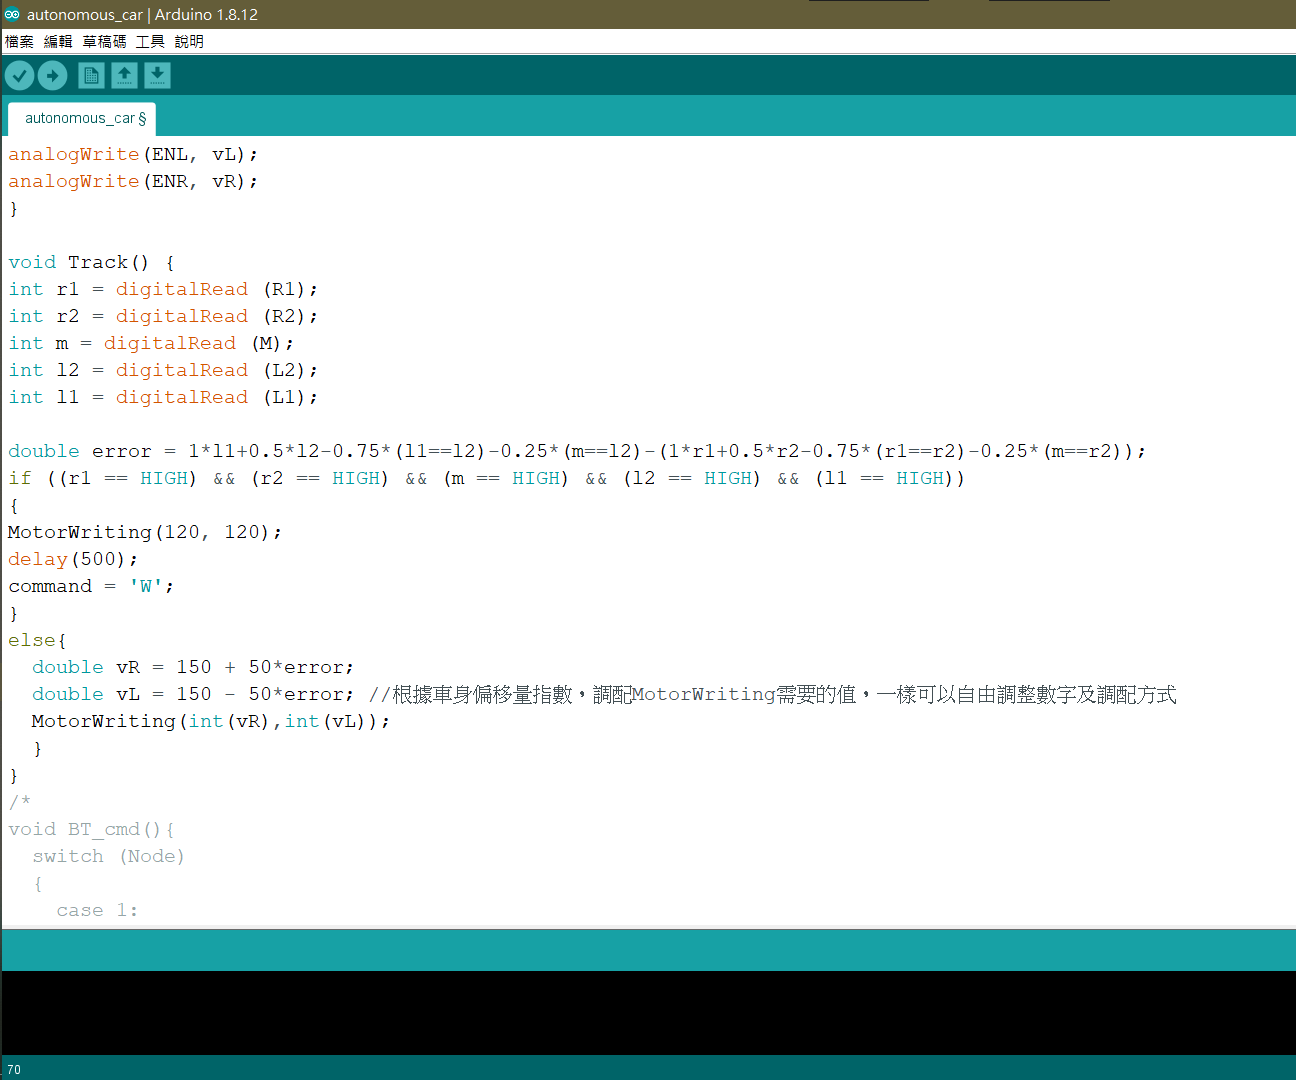 autonomous_car | Arduino 1.8.12
檔案 編輯 草稿碼 工具 說明
autonomous_car §
analogWrite(ENL, vL);
analogWrite(ENR, vR);
}
void Track() {
int r1 = digitalRead (R1);
int r2 = digitalRead (R2);
int m = digitalRead (M);
int l2 = digitalRead (L2);
int l1 = digitalRead (L1);
double error = 1*l1+0.5*l2-0.75*(l1==l2)-0.25*(m==l2)-(1*r1+0.5*r2-0.75*(r1==r2)-0.25*(m==r2));
if ((r1 == HIGH) && (r2 == HIGH) && (m == HIGH) && (l2 == HIGH) && (l1 == HIGH))
{
MotorWriting(120, 120);
delay(500);
command = 'W';
}
else{
double vR = 150 + 50*error;
double vL = 150 - 50*error; //根據車身偏移量指數，調配MotorWriting需要的值，一樣可以自由調整數字及調配方式
MotorWriting(int(vR),int(vL));
}
}
/*
void BT_cmd(){
switch (Node)
{
case 1:
70